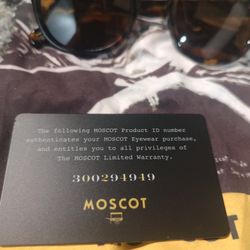 The following MOSCOT Product ID number
authenticates your MOSCOT Eyewear purchase,
and entitles you to all privileges of
The MOSCOT Limited Warranty.
300294949
MOSCOT